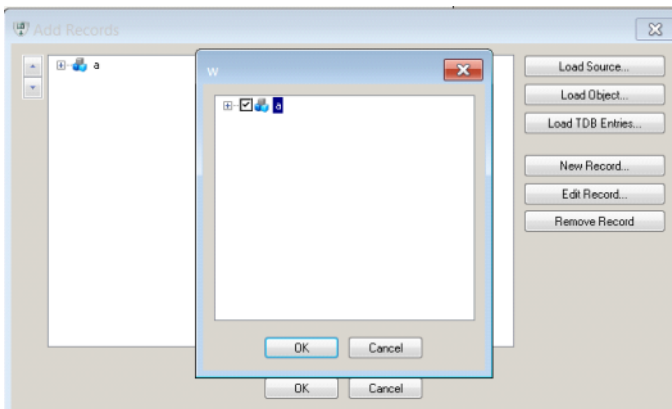 Add Records
a
w
a
OK
Cancel
OK
Cancel
Load Source...
Load Object...
Load TDB Entries...
New Record...
Edit Record...
Remove Record